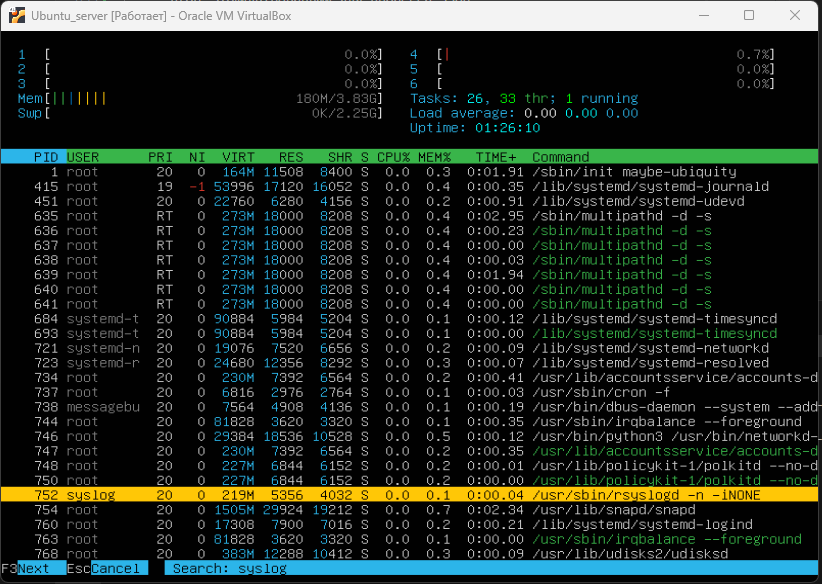 Ubuntu_server [Работает] - Oracle VM VirtualBox
1 [ 0.0%] 4 [| 0.7%]
2 [ 0.0%] 5 [ 0.0%]
3 [ 0.0%] 6 [ 0.0%]
Mem[||||||| 180M/3.83G] Tasks: 26, 33 thr; 1 running
Swp[ 0K/2.25G] Load average: 0.00 0.00 0.00
Uptime: 01:26:10
PID USER PRI NI VIRT RES SHR S CPU% MEM% TIME+ Command
1 root 20 0 164M 11508 8400 S 0.0 0.3 0:01.91 /sbin/init maybe-ubiquity
415 root 19 -1 53996 17120 16052 S 0.0 0.4 0:00.35 /lib/systemd/systemd-journald
451 root 20 0 22760 6280 4156 S 0.0 0.2 0:00.91 /lib/systemd/systemd-udevd
635 root RT 0 273M 18000 8208 S 0.0 0.4 0:02.95 /sbin/multipathd -d -s
636 root RT 0 273M 18000 8208 S 0.0 0.4 0:00.23 /sbin/multipathd -d -s
637 root RT 0 273M 18000 8208 S 0.0 0.4 0:00.00 /sbin/multipathd -d -s
638 root RT 0 273M 18000 8208 S 0.0 0.4 0:00.03 /sbin/multipathd -d -s
639 root RT 0 273M 18000 8208 S 0.0 0.4 0:01.94 /sbin/multipathd -d -s
640 root RT 0 273M 18000 8208 S 0.0 0.4 0:00.00 /sbin/multipathd -d -s
641 root RT 0 273M 18000 8208 S 0.0 0.4 0:00.00 /sbin/multipathd -d -s
684 systemd-t 20 0 90884 5984 5204 S 0.0 0.1 0:00.12 /lib/systemd/systemd-timesyncd
693 systemd-t 20 0 90884 5984 5204 S 0.0 0.1 0:00.00 /lib/systemd/systemd-timesyncd
721 systemd-n 20 0 19076 7520 6656 S 0.0 0.2 0:00.09 /lib/systemd/systemd-networkd
723 systemd-r 20 0 24680 12356 8292 S 0.0 0.3 0:00.07 /lib/systemd/systemd-resolved
734 root 20 0 230M 7392 6564 S 0.0 0.2 0:00.41 /usr/lib/accountsservice/accounts-d
737 root 20 0 6816 2976 2764 S 0.0 0.1 0:00.03 /usr/sbin/cron -f
738 messagebu 20 0 7564 4908 4136 S 0.0 0.1 0:00.19 /usr/bin/dbus-daemon --system --add
744 root 20 0 81828 3620 3320 S 0.0 0.1 0:00.35 /usr/sbin/irqbalance --foreground
746 root 20 0 29384 18536 10528 S 0.0 0.5 0:00.12 /usr/bin/python3 /usr/bin/networkd-
747 root 20 0 230M 7392 6564 S 0.0 0.2 0:00.35 /usr/lib/accountsservice/accounts-d
748 root 20 0 227M 6844 6152 S 0.0 0.2 0:00.01 /usr/lib/policykit-1/polkitd --no-d
750 root 20 0 227M 6844 6152 S 0.0 0.2 0:00.00 /usr/lib/policykit-1/polkitd --no-d
752 syslog 20 0 219M 5356 4032 S 0.0 0.1 0:00.04 /usr/sbin/rsyslogd -n -iNONE
754 root 20 0 1505M 29924 19212 S 0.0 0.7 0:02.34 /usr/lib/snapd/snapd
760 root 20 0 17308 7900 7016 S 0.0 0.2 0:00.21 /lib/systemd/systemd-logind
763 root 20 0 81828 3620 3320 S 0.0 0.1 0:00.00 /usr/sbin/irqbalance --foreground
768 root 20 0 383M 12288 10412 S 0.0 0.3 0:00.09 /usr/lib/udisks2/udisksd
F3Next EscCancel Search: syslog